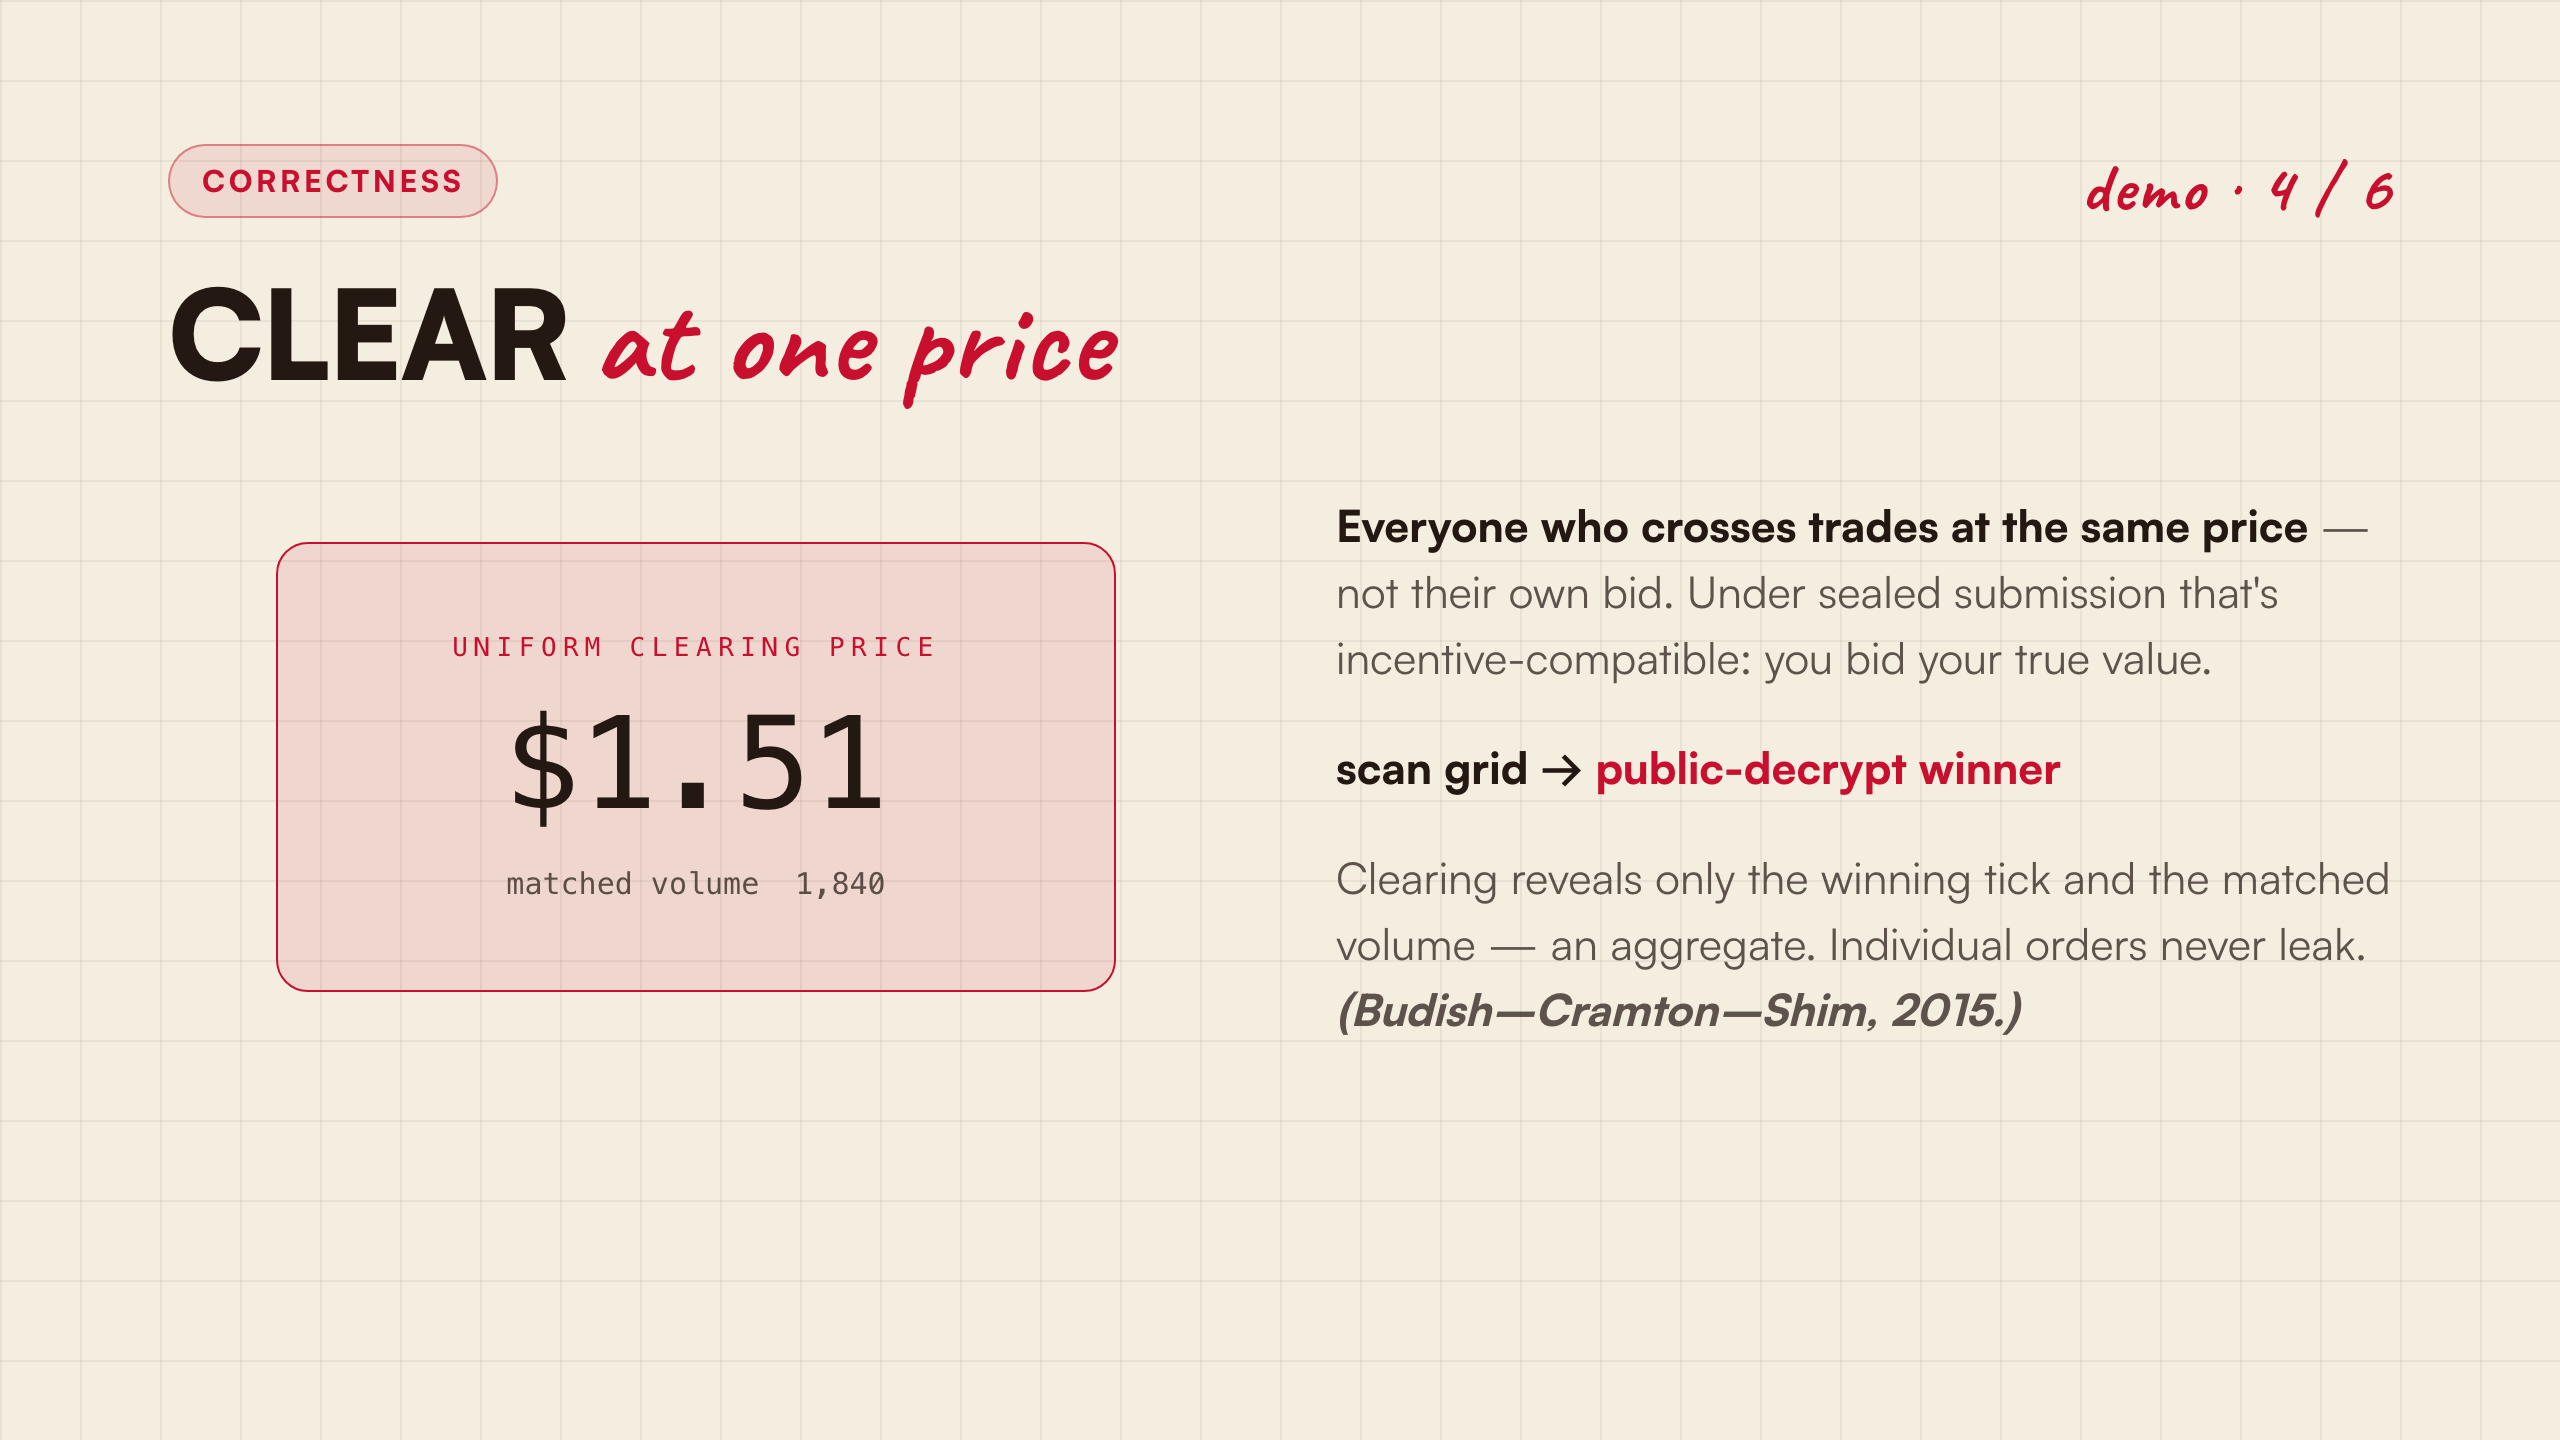 CORRECTNESS
demo · 4 / 6
CLEAR at one price
UNIFORM CLEARING PRICE
$1.51
matched volume 1,840
Everyone who crosses trades at the same price —
not their own bid. Under sealed submission that's
incentive-compatible: you bid your true value.
scan grid → public-decrypt winner
Clearing reveals only the winning tick and the matched
volume — an aggregate. Individual orders never leak.
(Budish—Cramton—Shim, 2015.)